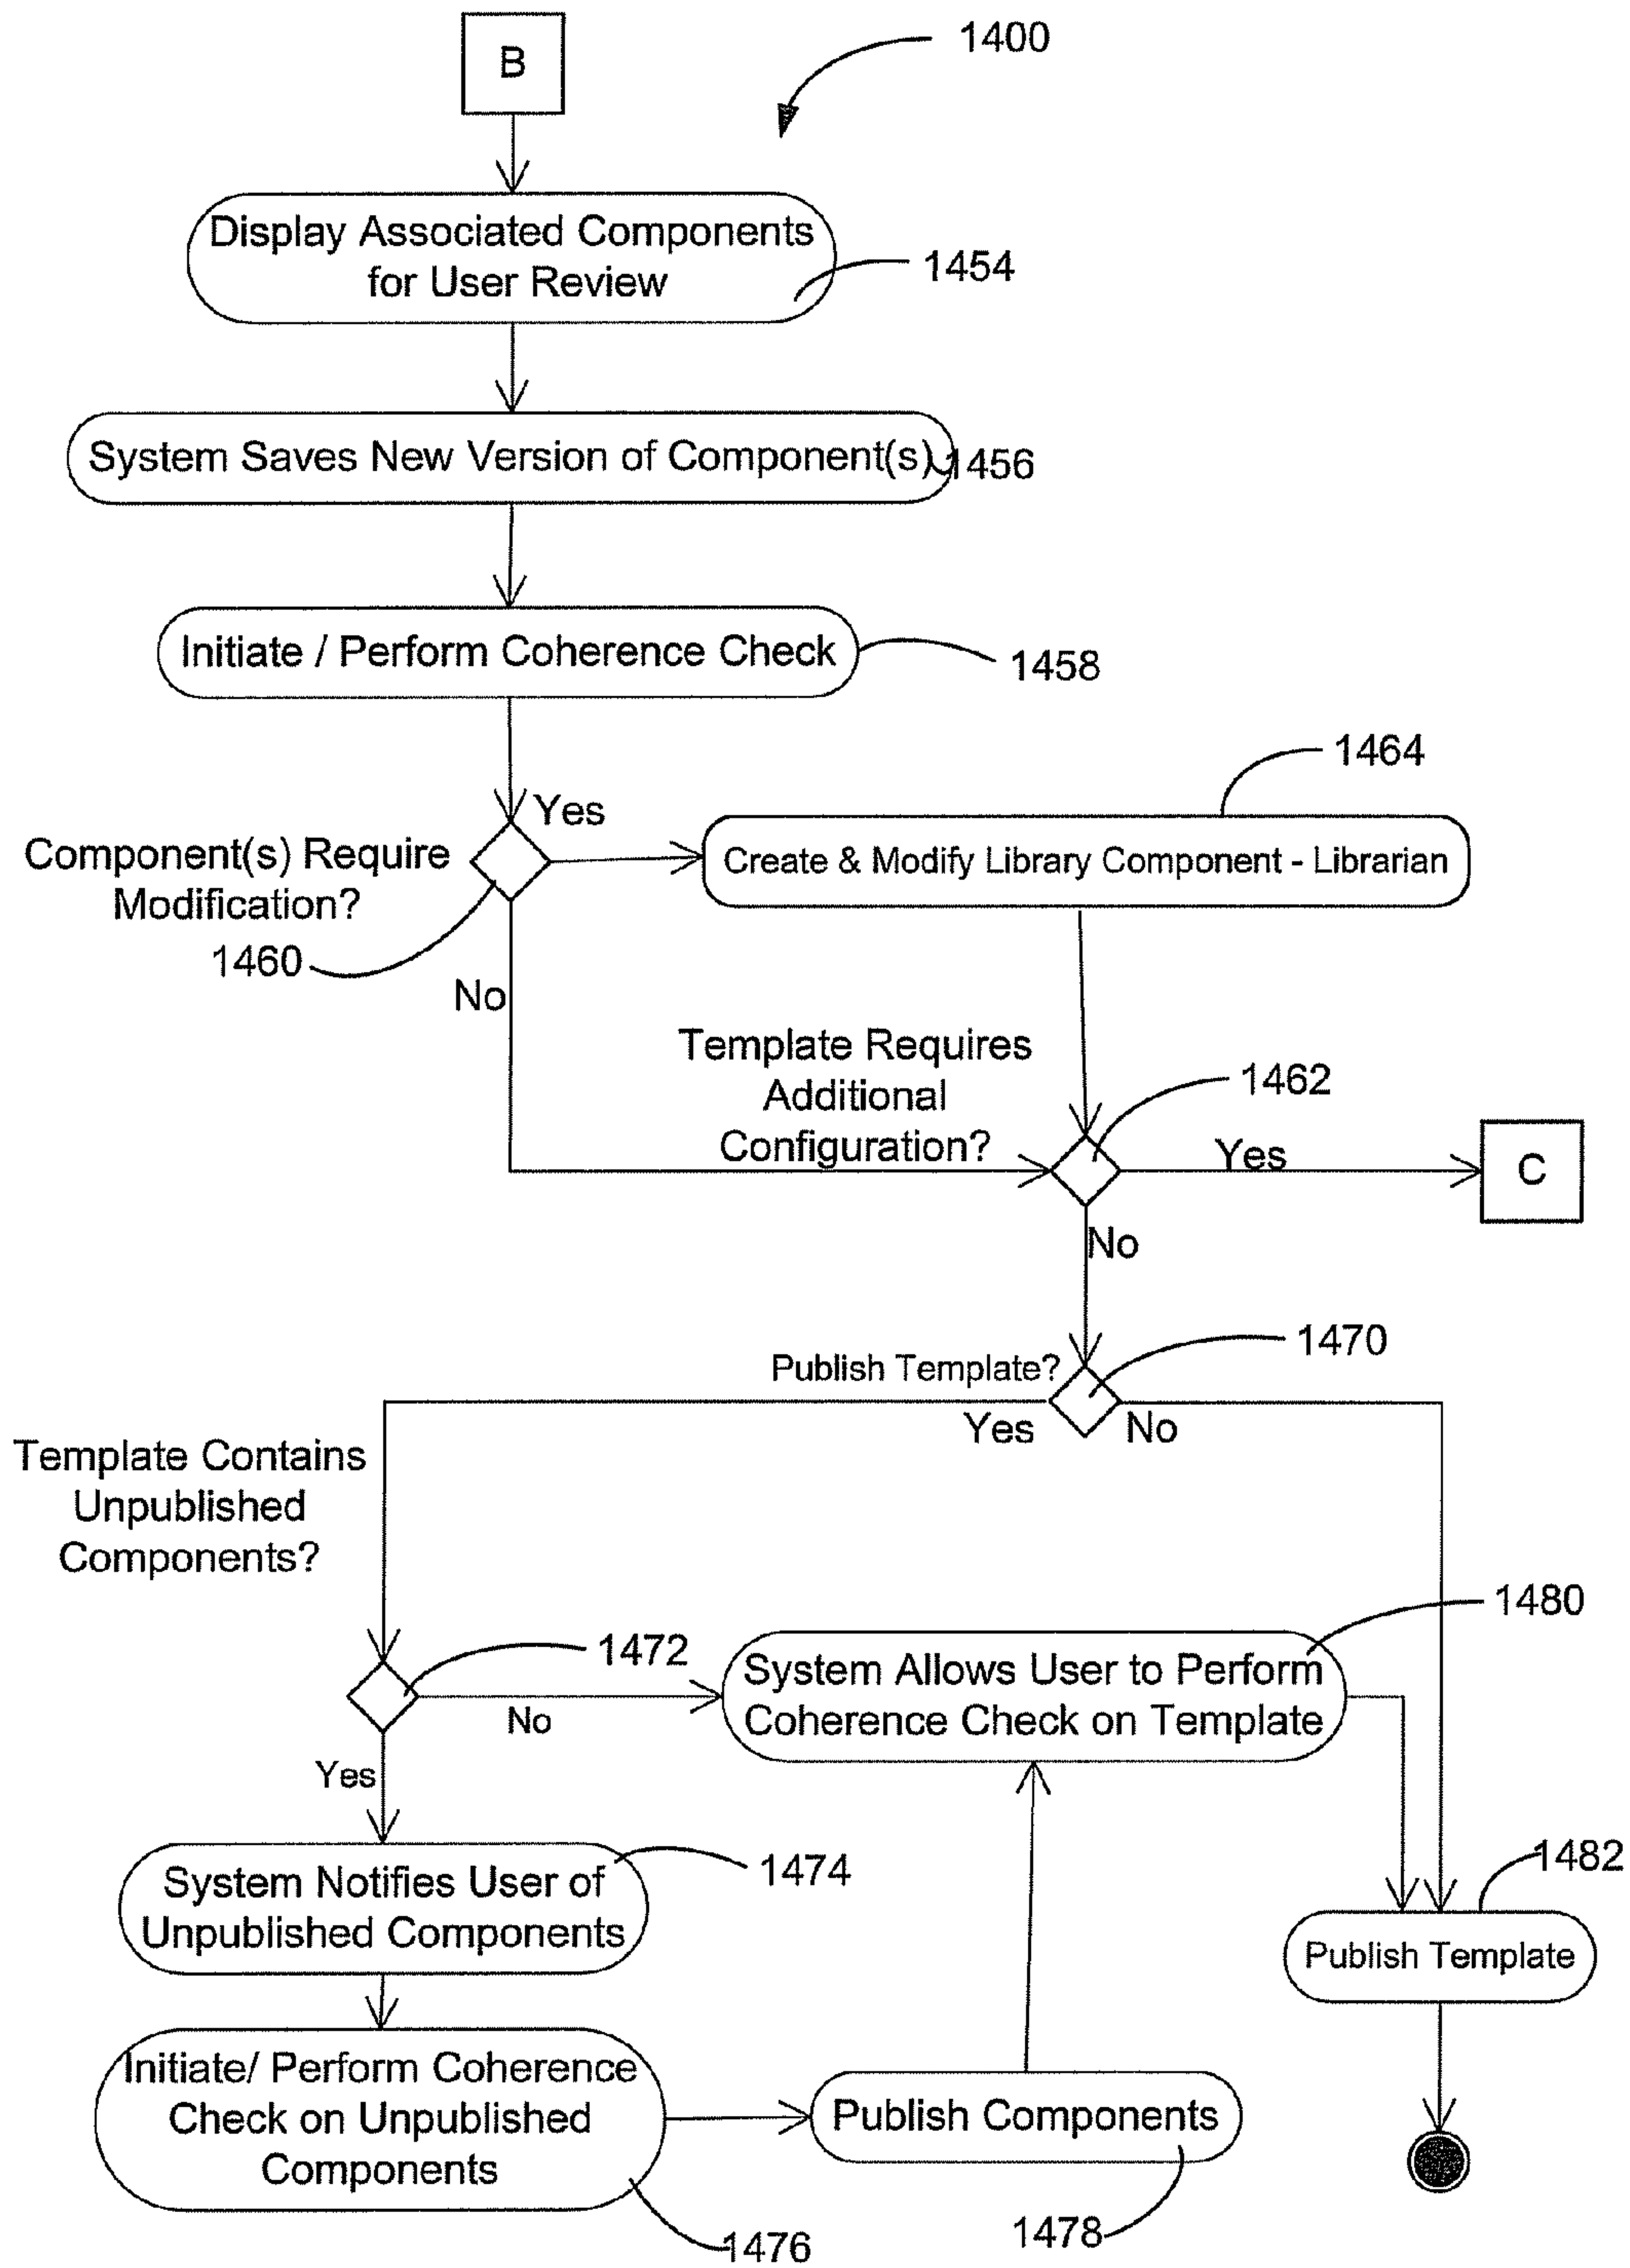 B
1400
Display Associated Components
for User Review
1454
System Saves New Version of Component(s)
1456
Initiate / Perform Coherence Check
1458
1464
Yes
Component(s) Require
Modification?
Create & Modify Library Component - Librarian
1460
No
Template Requires
Additional
Configuration?
1462
Yes
C
No
1470
Publish Template?
Yes
No
Template Contains
Unpublished
Components?
1480
1472
System Allows User to Perform
Coherence Check on Template
No
Yes
1474
System Notifies User of
Unpublished Components
1482
Publish Template
Initiate/ Perform Coherence
Check on Unpublished
Components
Publish Components
1476
1478